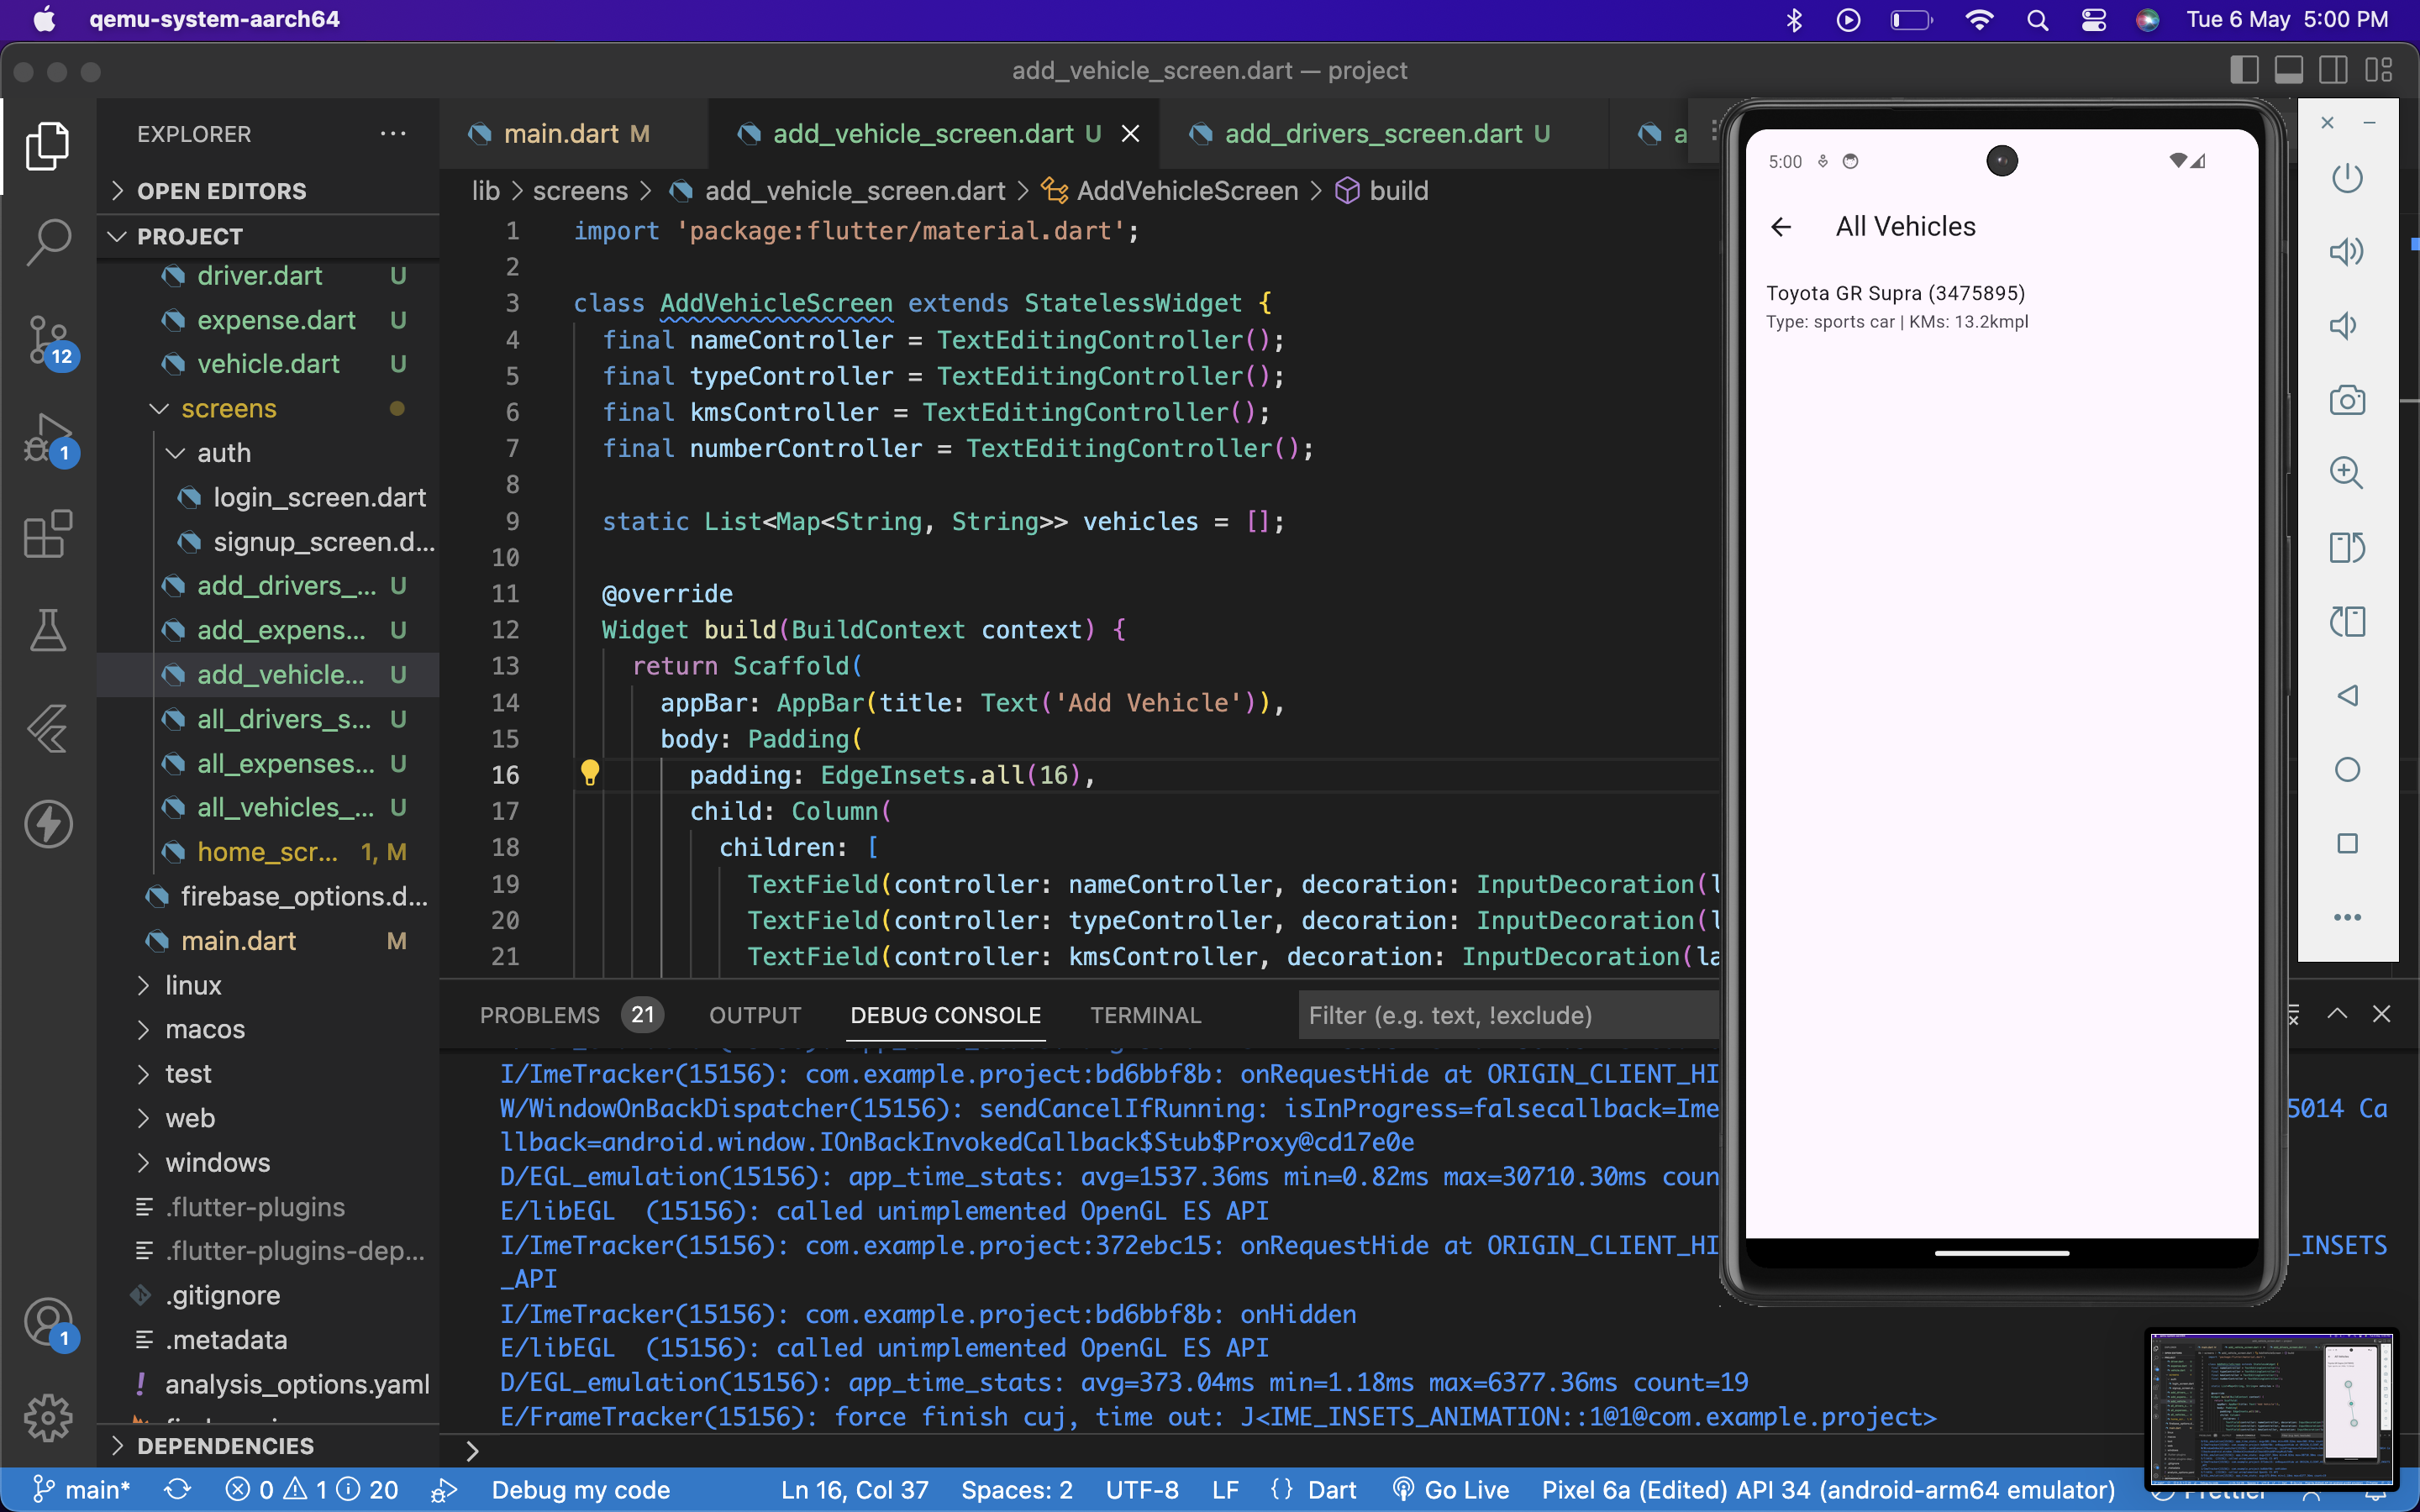 qemu-system-aarch64
Tue 6 May 5:00 PM
add_vehicle_screen.dart — project
EXPLORER
OPEN EDITORS
PROJECT
driver.dart U
expense.dart U
vehicle.dart U
screens
auth
login_screen.dart
signup_screen.d...
add_drivers_... U
add_expens... U
add_vehicle... U
all_drivers_s... U
all_expenses... U
all_vehicles_... U
home_scr... 1, M
firebase_options.d...
main.dart M
linux
macos
test
web
windows
.flutter-plugins
.flutter-plugins-dep...
.gitignore
.metadata
analysis_options.yaml
DEPENDENCIES
12
1
1
main.dart M
add_vehicle_screen.dart U
add_drivers_screen.dart U
a
lib > screens > add_vehicle_screen.dart > AddVehicleScreen > build
1 import 'package:flutter/material.dart';
2
3 class AddVehicleScreen extends StatelessWidget {
4 final nameController = TextEditingController();
5 final typeController = TextEditingController();
6 final kmsController = TextEditingController();
7 final numberController = TextEditingController();
8
9 static List<Map<String, String>> vehicles = [];
10
11 @override
12 Widget build(BuildContext context) {
13 return Scaffold(
14 appBar: AppBar(title: Text('Add Vehicle')),
15 body: Padding(
16 padding: EdgeInsets.all(16),
17 child: Column(
18 children: [
19 TextField(controller: nameController, decoration: InputDecoration(l
20 TextField(controller: typeController, decoration: InputDecoration(l
21 TextField(controller: kmsController, decoration: InputDecoration(la
PROBLEMS 21 OUTPUT DEBUG CONSOLE TERMINAL
Filter (e.g. text, !exclude)
I/ImeTracker(15156): com.example.project:bd6bbf8b: onRequestHide at ORIGIN_CLIENT_HI
W/WindowOnBackDispatcher(15156): sendCancelIfRunning: isInProgress=falsecallback=Ime
5014 Ca
llback=android.window.IOnBackInvokedCallback$Stub$Proxy@cd17e0e
D/EGL_emulation(15156): app_time_stats: avg=1537.36ms min=0.82ms max=30710.30ms coun
E/libEGL (15156): called unimplemented OpenGL ES API
I/ImeTracker(15156): com.example.project:372ebc15: onRequestHide at ORIGIN_CLIENT_HI
_INSETS
_API
I/ImeTracker(15156): com.example.project:bd6bbf8b: onHidden
E/libEGL (15156): called unimplemented OpenGL ES API
D/EGL_emulation(15156): app_time_stats: avg=373.04ms min=1.18ms max=6377.36ms count=19
E/FrameTracker(15156): force finish cuj, time out: J<IME_INSETS_ANIMATION::1@1@com.example.project>
5:00
All Vehicles
Toyota GR Supra (3475895)
Type: sports car | KMs: 13.2kmpl
main* 0 1 20 Debug my code Ln 16, Col 37 Spaces: 2 UTF-8 LF {} Dart Go Live Pixel 6a (Edited) API 34 (android-arm64 emulator)